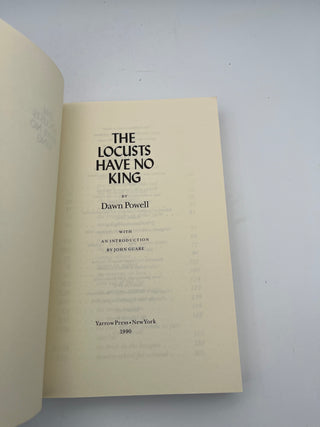 THE
LOCUSTS
HAVE NO
KING
BY
Dawn Powell
WITH
AN INTRODUCTION
BY JOHN GUARE
Yarrow Press • New York
1990